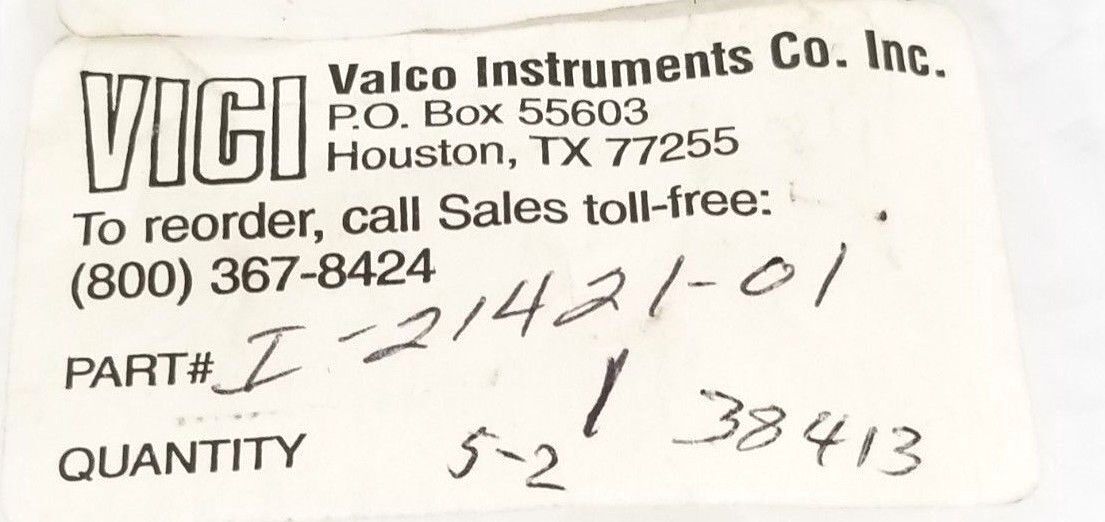 VICI
Valco Instruments Co. Inc.
P.O. Box 55603
Houston, TX 77255
To reorder, call Sales toll-free:
(800) 367-8424
PART# I-21421-01
QUANTITY 1
5-2 38413